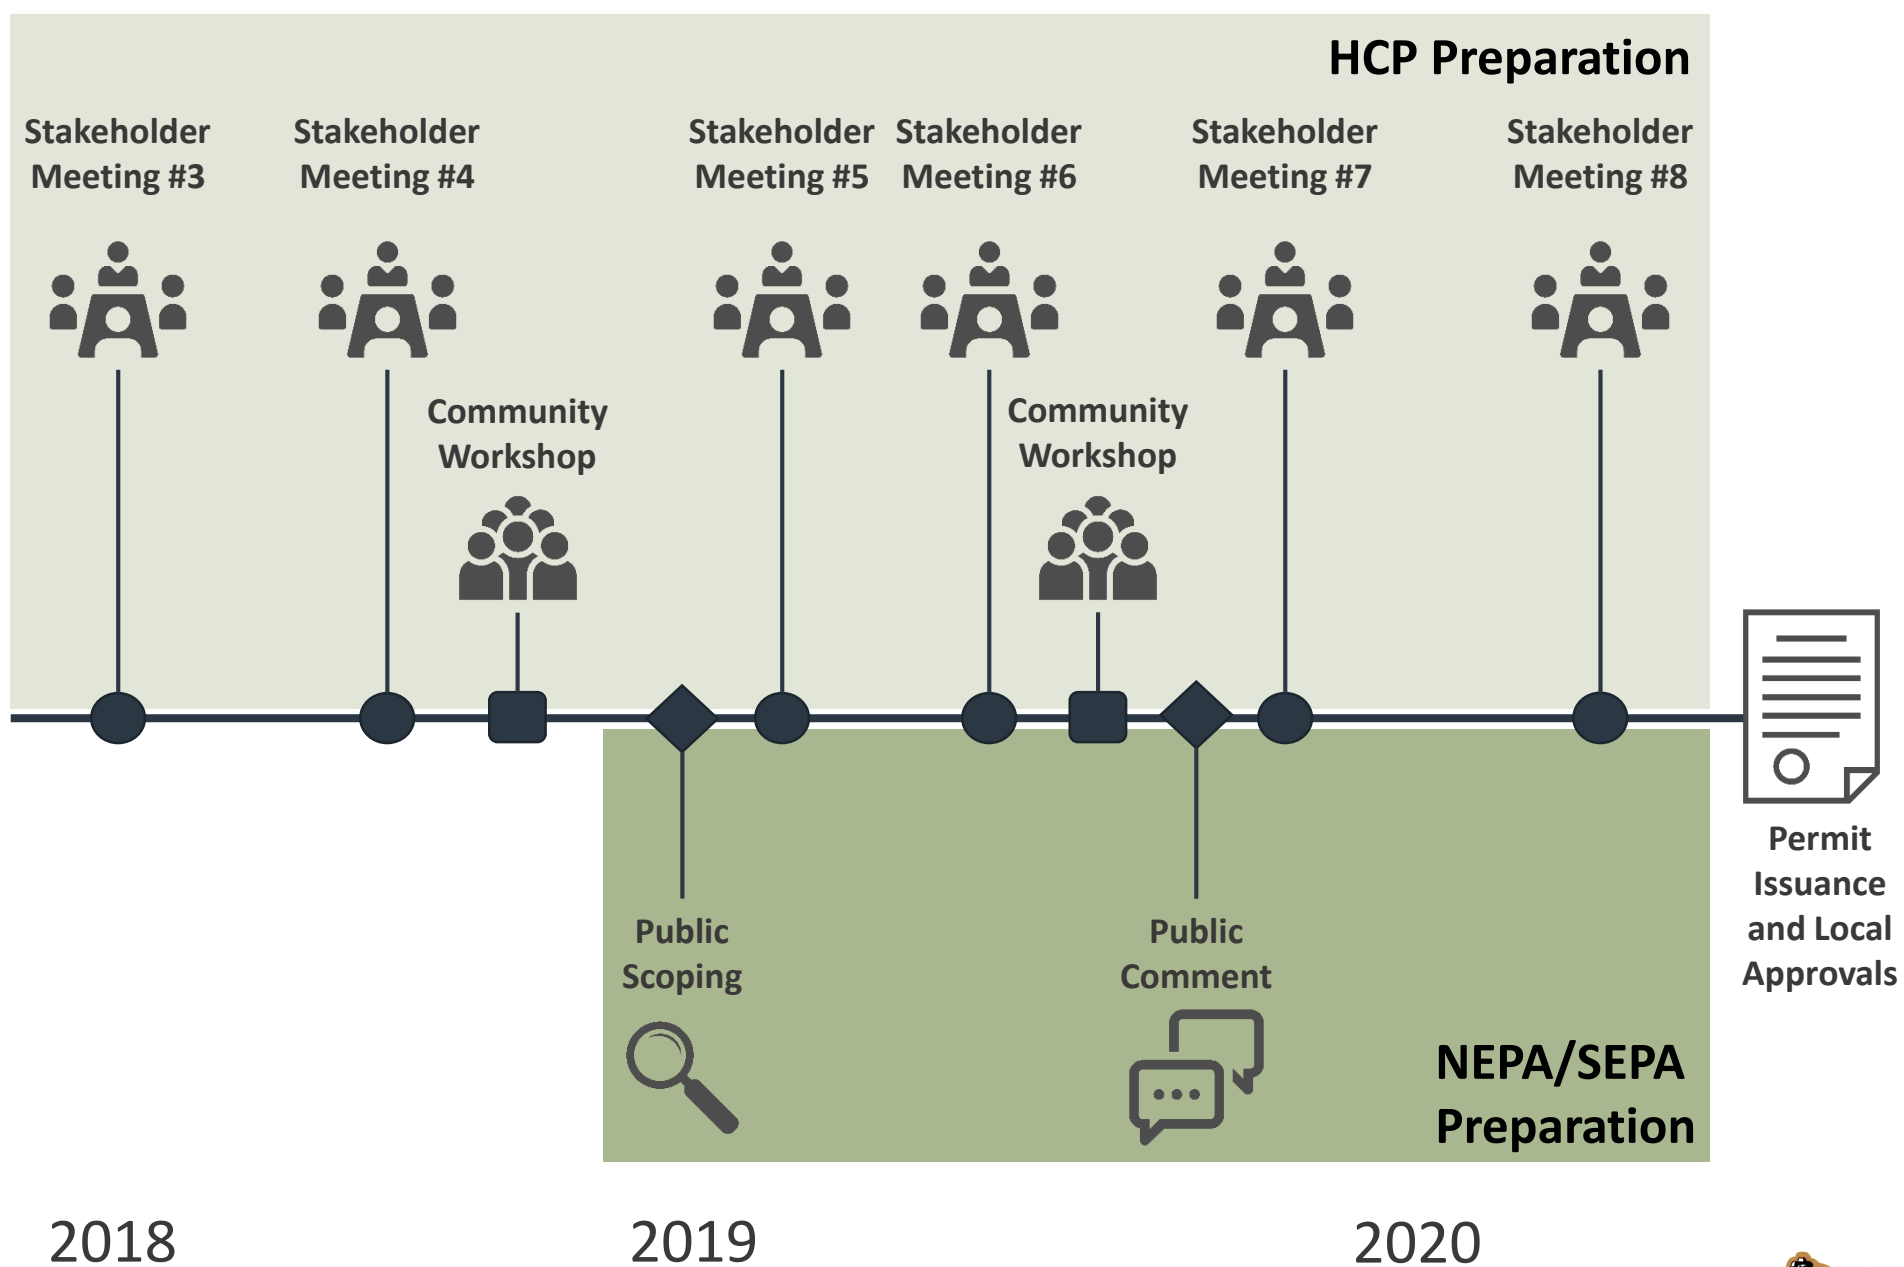 HCP Preparation
Stakeholder
Meeting #3
Stakeholder
Meeting #4
Stakeholder
Meeting #5
Stakeholder
Meeting #6
Stakeholder
Meeting #7
Stakeholder
Meeting #8
Community
Workshop
Community
Workshop
Permit
Issuance
and Local
Approvals
Public
Scoping
Public
Comment
NEPA/SEPA
Preparation
2018
2019
2020